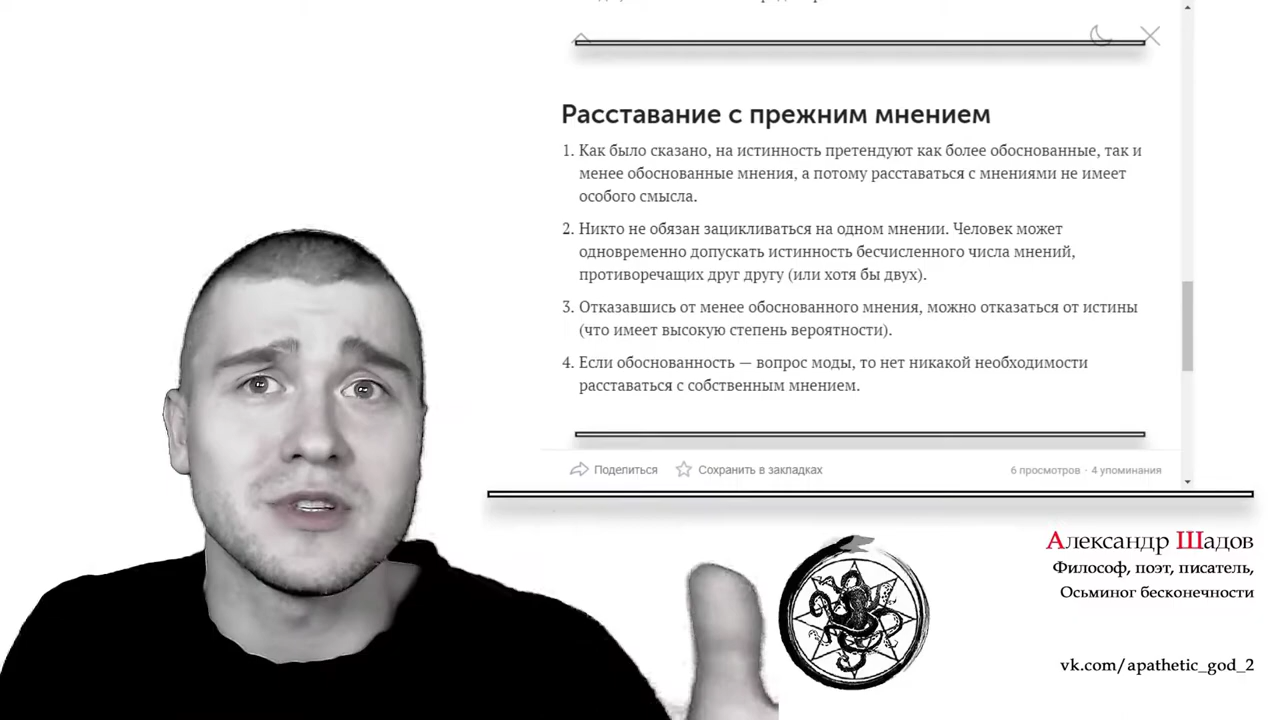 Расставание с прежним мнением
1. Как было сказано, на истинность претендуют как более обоснованные, так и
менее обоснованные мнения, а потому расставаться с мнениями не имеет
особого смысла.
2. Никто не обязан зацикливаться на одном мнении. Человек может
одновременно допускать истинность бесчисленного числа мнений,
противоречащих друг другу (или хотя бы двух).
3. Отказавшись от менее обоснованного мнения, можно отказаться от истины
(что имеет высокую степень вероятности).
4. Если обоснованность — вопрос моды, то нет никакой необходимости
расставаться с собственным мнением.
Поделиться Сохранить в закладках 6 просмотров · 4 упоминания
Александр Шадов
Философ, поэт, писатель,
Осьминог бесконечности
vk.com/apathetic_god_2